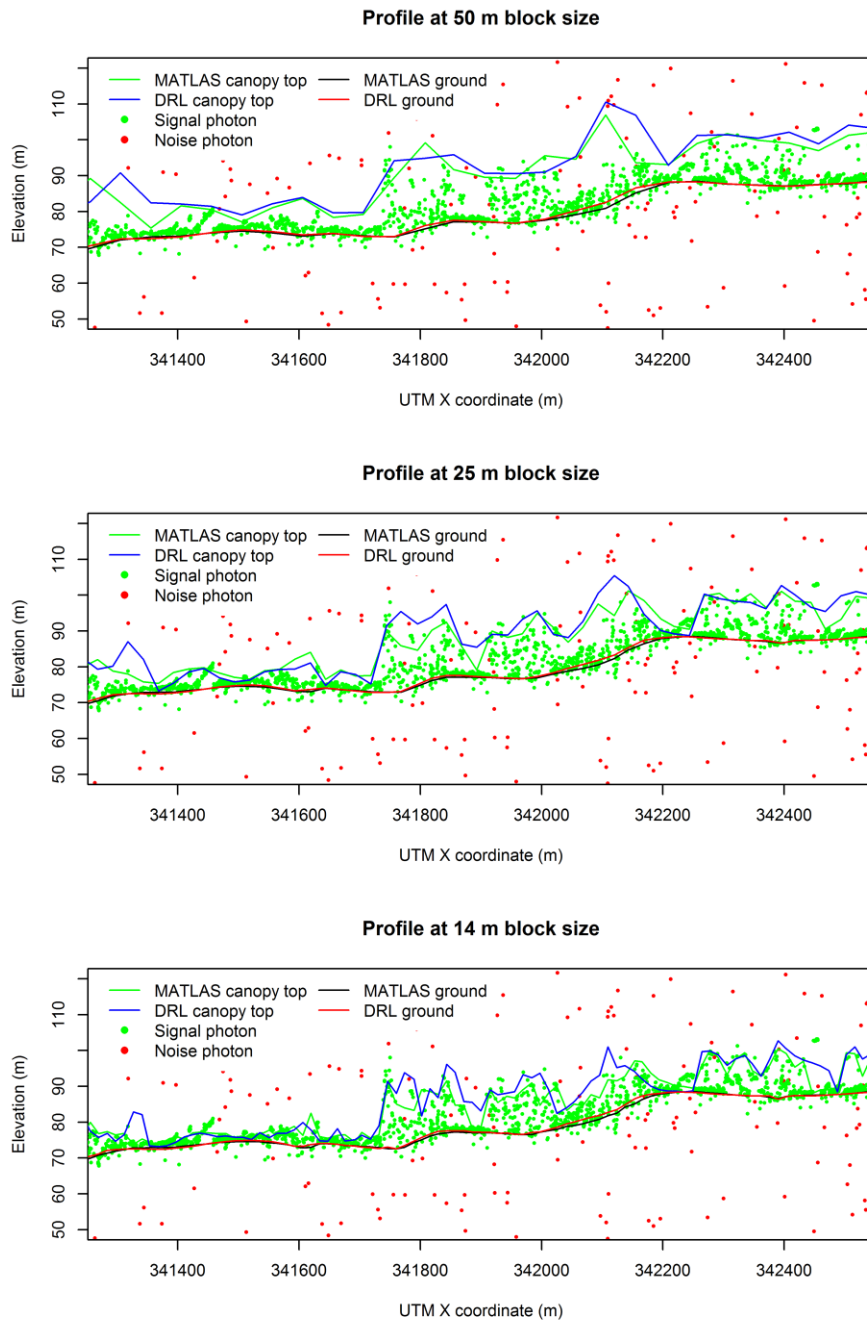 Profile at 50 m block size
MATLAS canopy top MATLAS ground
DRL canopy top DRL ground
Signal photon
Noise photon
Elevation (m)
110
90
80
70
60
50
341400 341600 341800 342000 342200 342400
UTM X coordinate (m)
Profile at 25 m block size
MATLAS canopy top MATLAS ground
DRL canopy top DRL ground
Signal photon
Noise photon
Elevation (m)
110
90
80
70
60
50
341400 341600 341800 342000 342200 342400
UTM X coordinate (m)
Profile at 14 m block size
MATLAS canopy top MATLAS ground
DRL canopy top DRL ground
Signal photon
Noise photon
Elevation (m)
110
90
80
70
60
50
341400 341600 341800 342000 342200 342400
UTM X coordinate (m)